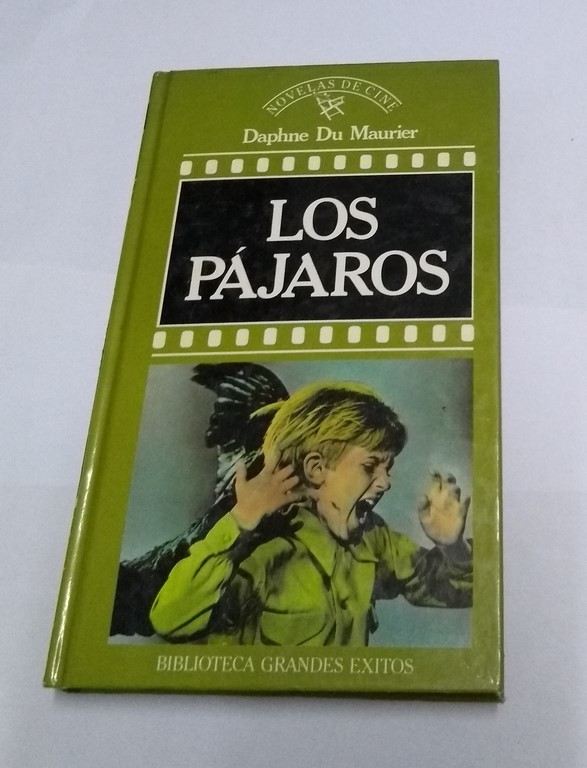 NOVELAS DE CINE
Daphne Du Maurier
LOS
PÁJAROS
BIBLIOTECA GRANDES EXITOS